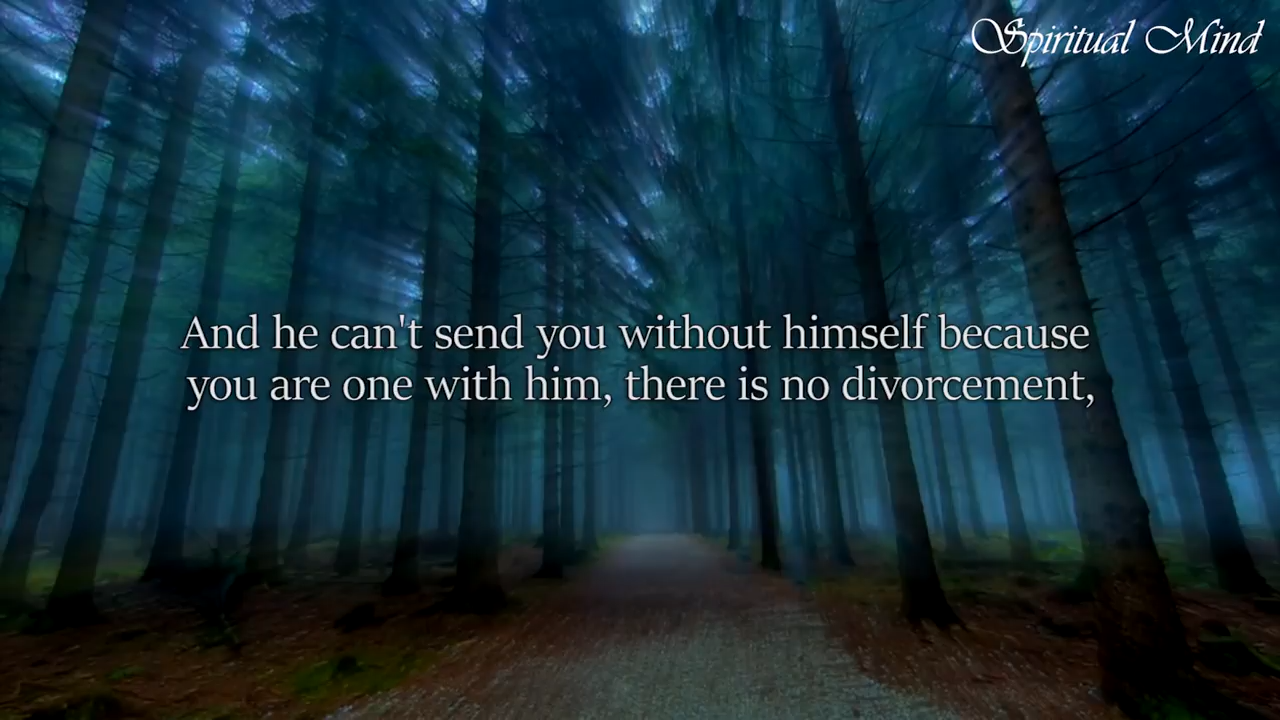 Spiritual Mind
And he can't send you without himself because
you are one with him, there is no divorcement,